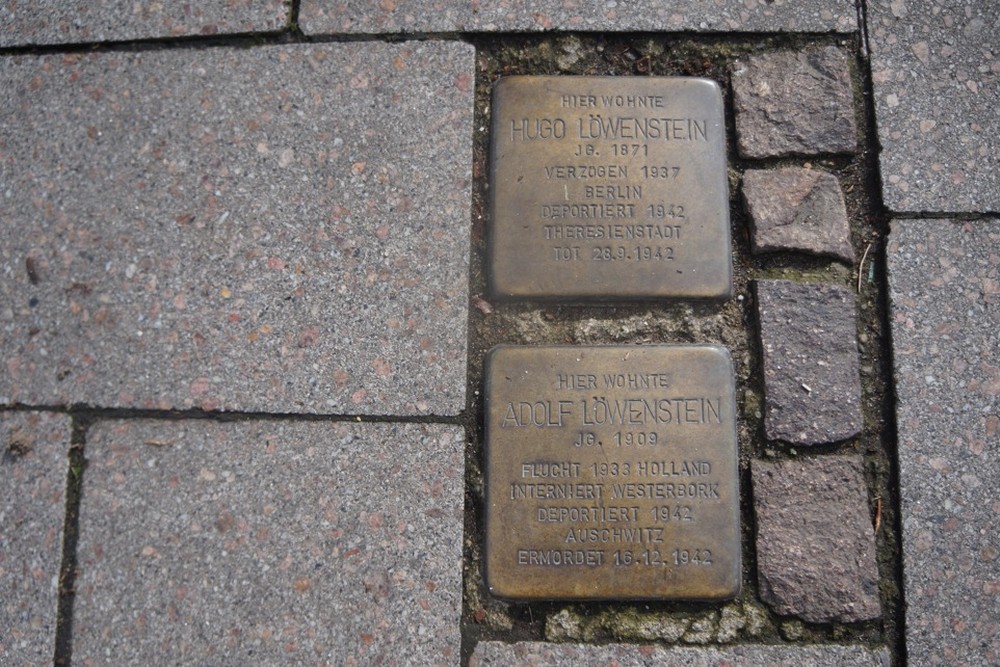 HIER WOHNTE
HUGO LÖWENSTEIN
JG. 1871
VERZOGEN 1937
BERLIN
DEPORTIERT 1942
THERESIENSTADT
TOT 28.9.1942
HIER WOHNTE
ADOLF LÖWENSTEIN
JG. 1909
FLUCHT 1933 HOLLAND
INTERNIERT WESTERBORK
DEPORTIERT 1942
AUSCHWITZ
ERMORDET 16.12.1942